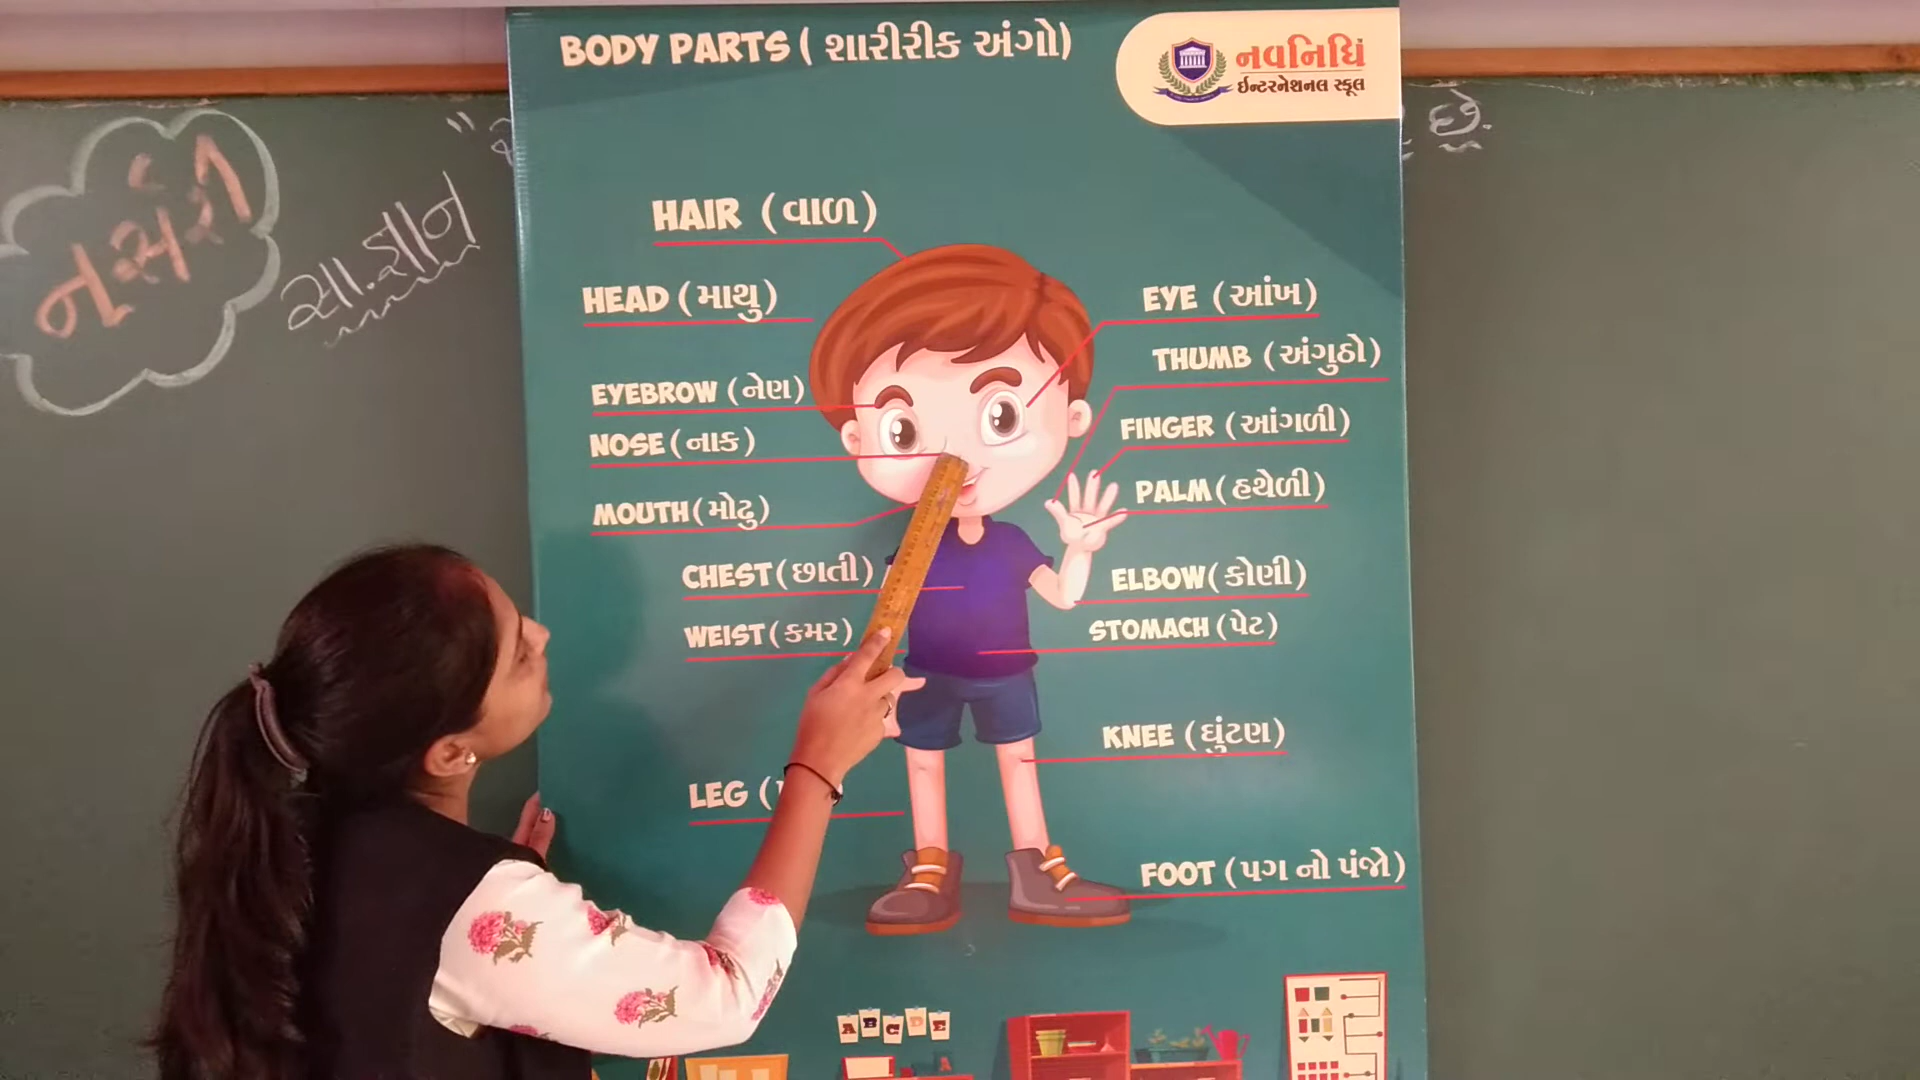 BODY PARTS ( શારીરીક અંગો)
નવનિધિ
ઈન્ટરનેશનલ સ્કૂલ
નર્સરી
સા. જ્ઞાન
છે.
HAIR (વાળ)
HEAD (માથુ)
EYE (આંખ)
THUMB (અંગુઠો)
EYEBROW (નેણ)
FINGER (આંગળી)
NOSE (નાક)
PALM (હથેળી)
MOUTH (મોઢુ)
CHEST (છાતી)
ELBOW (કોણી)
WEIST (કમર)
STOMACH (પેટ)
KNEE (ઘુંટણ)
LEG (
FOOT (પગ નો પંજો)
A B C D E
A